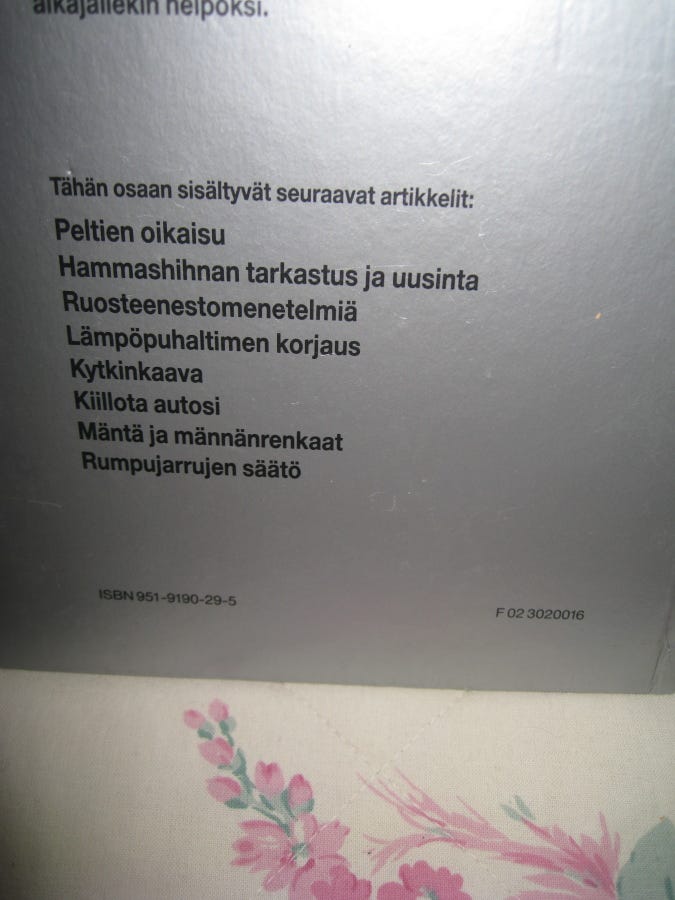 alkajallekin helpoksi.
Tähän osaan sisältyvät seuraavat artikkelit:
Peltien oikaisu
Hammashihnan tarkastus ja uusinta
Ruosteenestomenetelmiä
Lämpöpuhaltimen korjaus
Kytkinkaava
Kiillota autosi
Mäntä ja männänrenkaat
Rumpujarrujen säätö
ISBN 951-9190-29-5
F 02 3020016